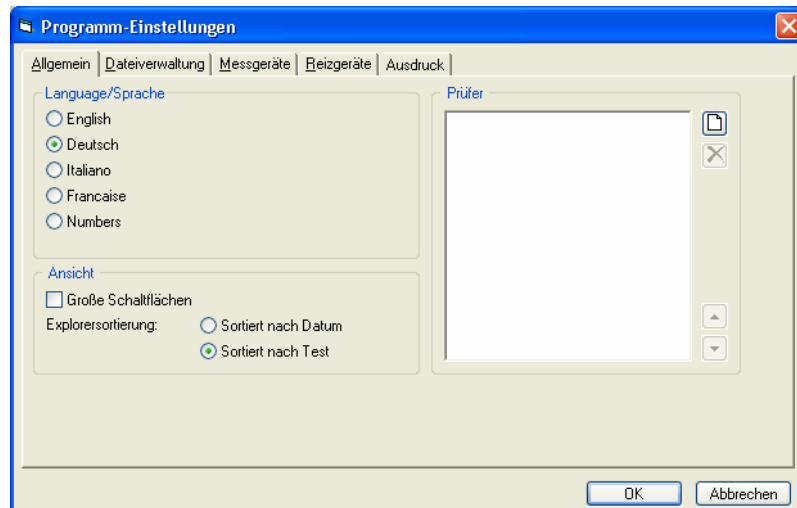 Programm-Einstellungen
Allgemein
Dateiverwaltung
Messgeräte
Reizgeräte
Ausdruck
Language/Sprache
English
Deutsch
Italiano
Francaise
Numbers
Ansicht
Große Schaltflächen
Explorersortierung:
Sortiert nach Datum
Sortiert nach Test
Prüfer
OK
Abbrechen